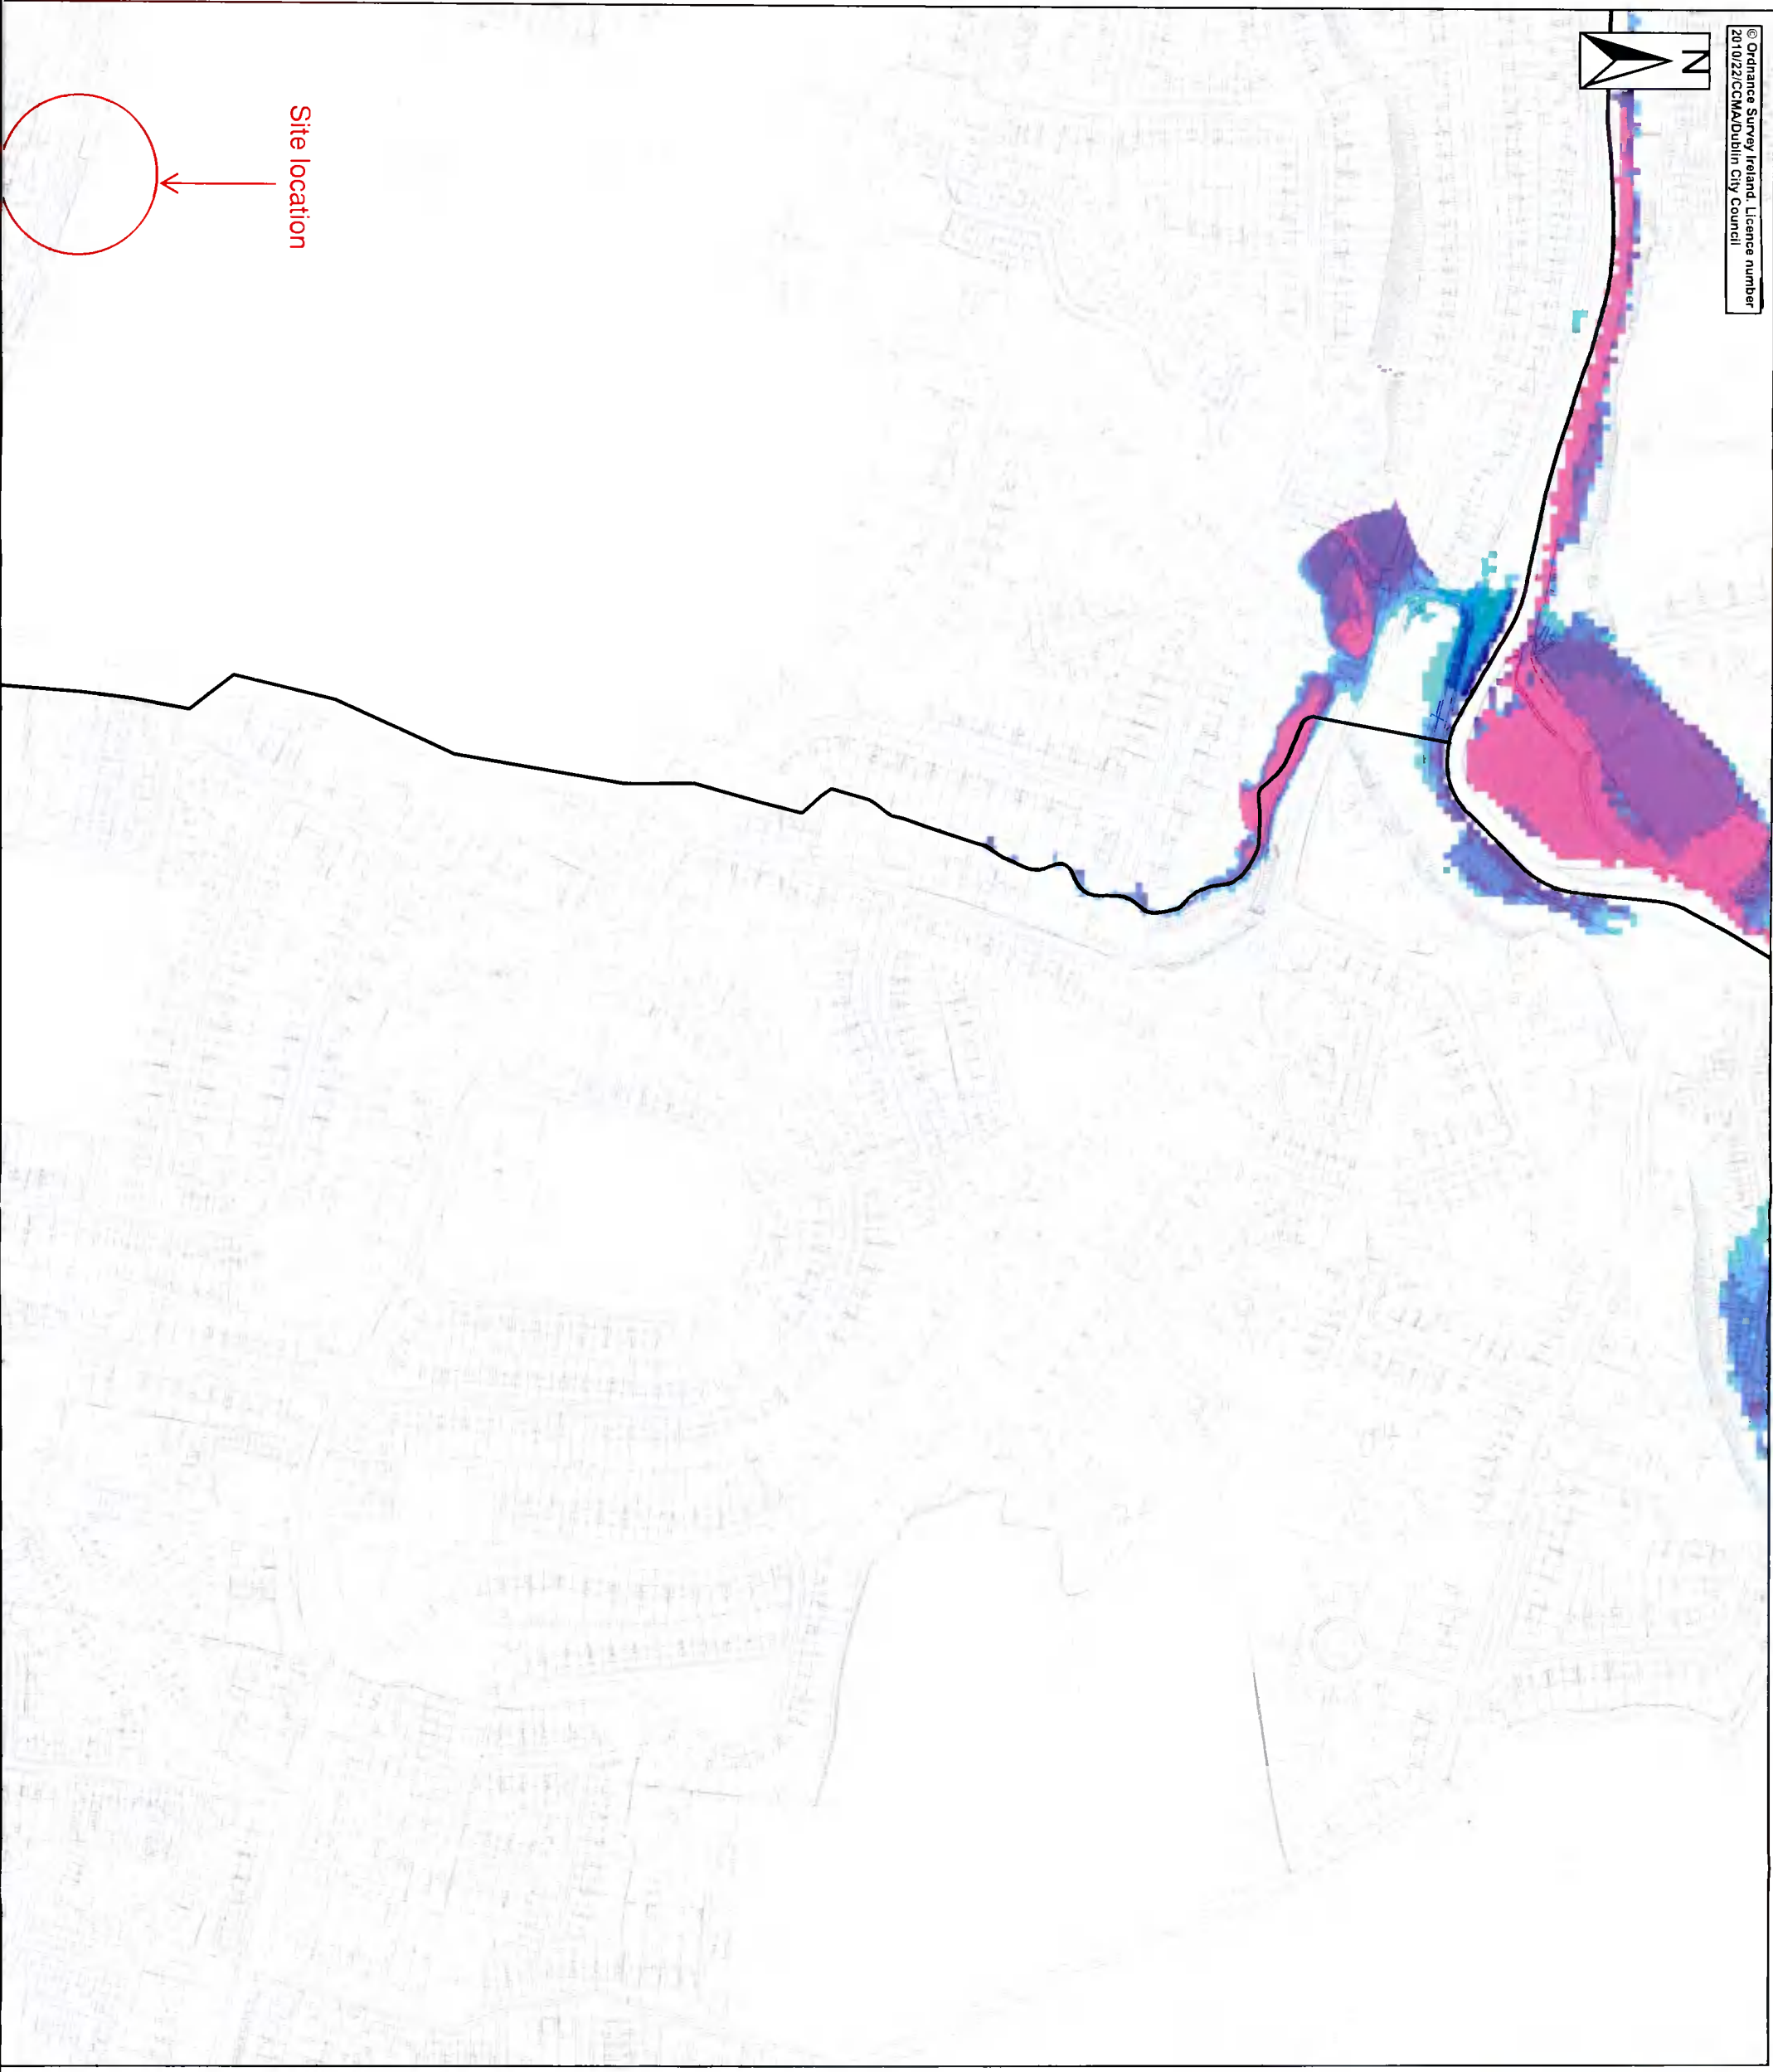 © Ordnance Survey Ireland. Licence number
2010/22/CCMA/Dublin City Council
N
Site location